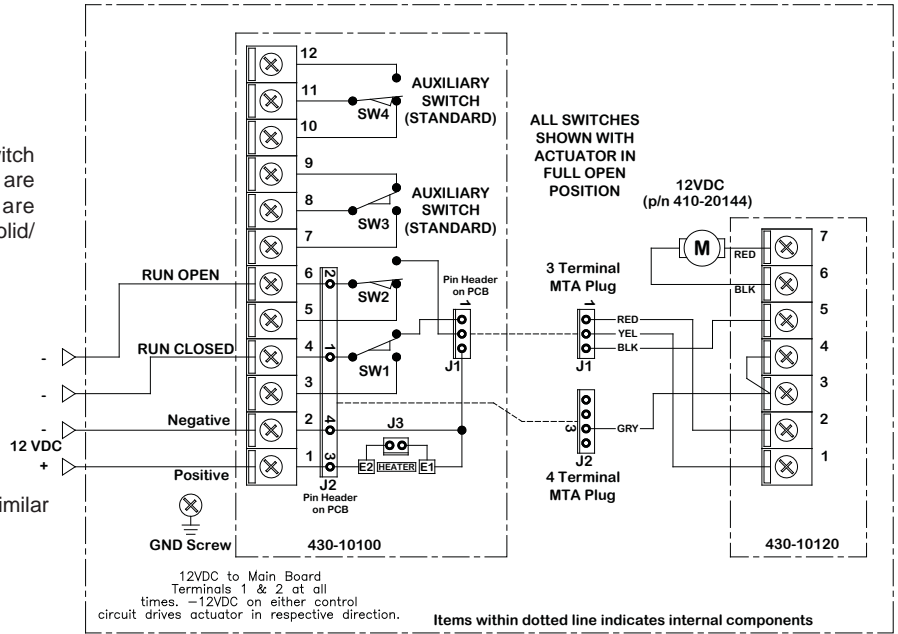 vitch
are
are
olid/
imilar
12
11
10
9
8
7
6
5
4
3
2
1
SW4
AUXILIARY
SWITCH
(STANDARD)
SW3
AUXILIARY
SWITCH
(STANDARD)
ALL SWITCHES
SHOWN WITH
ACTUATOR IN
FULL OPEN
POSITION
12VDC
(p/n 410-20144)
M
RED
BLK
7
6
5
4
3
2
1
RUN OPEN
RUN CLOSED
Negative
12 VDC
Positive
-
-
-
+
2
1
4
3
SW2
SW1
Pin Header
on PCB
1
J1
3 Terminal
MTA Plug
1
RED
YEL
BLK
J1
3
GRY
J2
4 Terminal
MTA Plug
J3
E2 HEATER E1
J2
Pin Header
on PCB
GND Screw
430-10100
430-10120
12VDC to Main Board
Terminals 1 & 2 at all
times. -12VDC on either control
circuit drives actuator in respective direction.
Items within dotted line indicates internal components